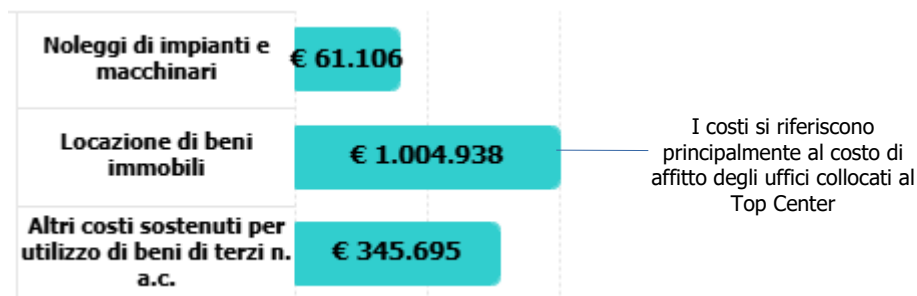 Noleggi di impianti e
macchinari
€ 61.106
Locazione di beni
immobili
€ 1.004.938
I costi si riferiscono
principalmente al costo di
affitto degli uffici collocati al
Top Center
Altri costi sostenuti per
utilizzo di beni di terzi n.
a.c.
€ 345.695